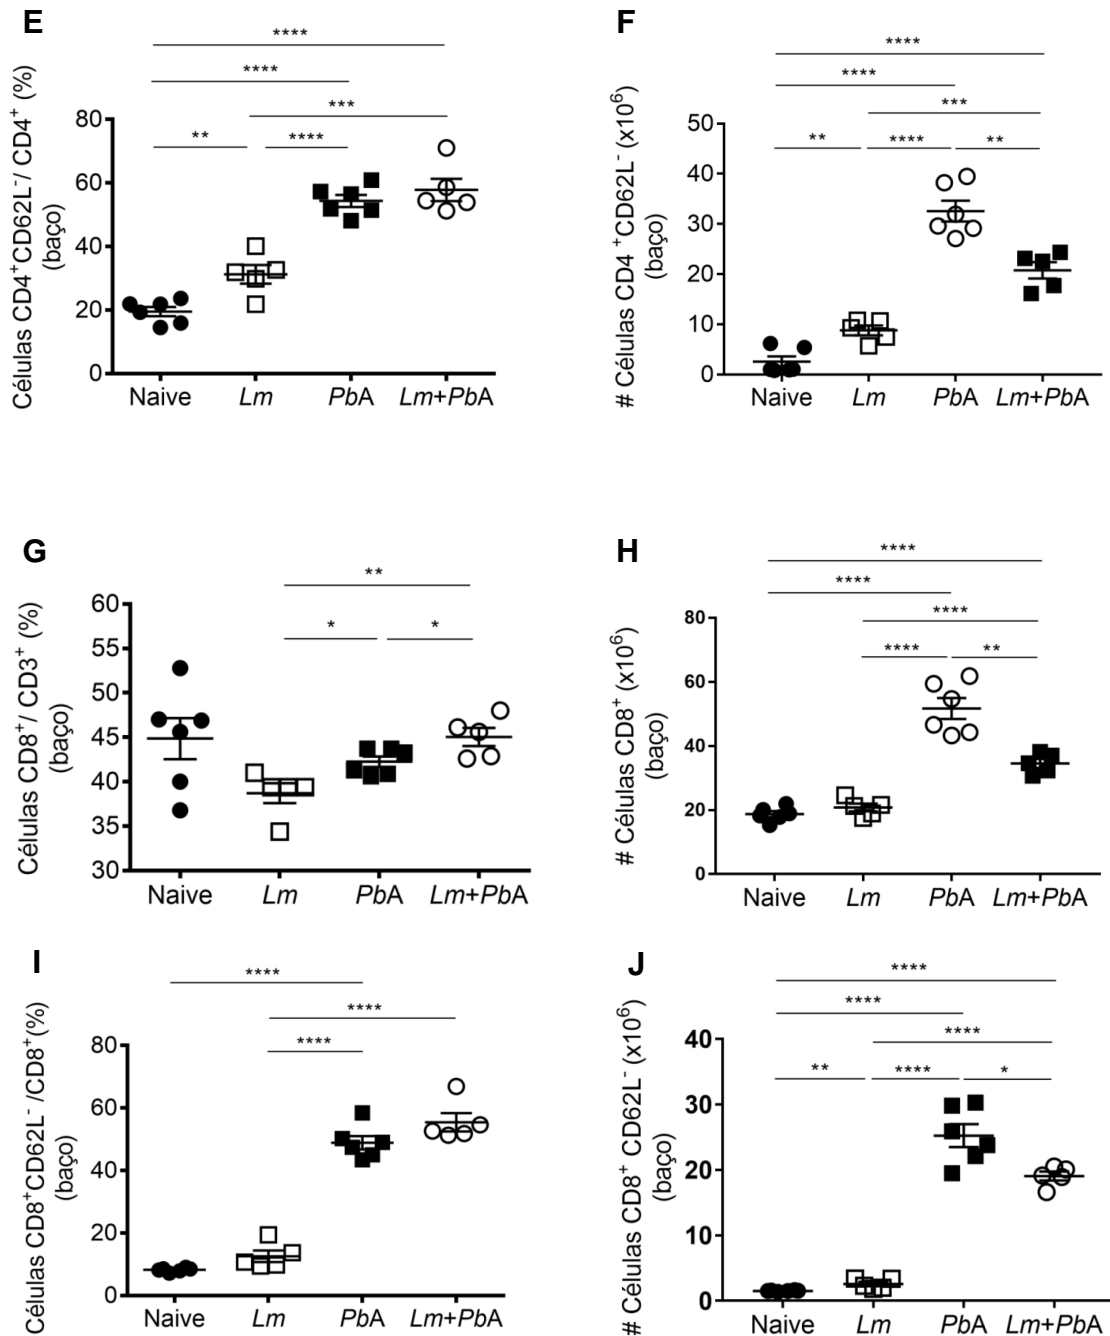 E
****
****
***
**
****
Células CD4⁺CD62L⁻/ CD4⁺ (%)
(baço)
80
60
40
20
0
Naive Lm PbA Lm+PbA
F
****
****
***
**
****
**
# Células CD4⁺CD62L⁻ (x10⁶)
(baço)
50
40
30
20
10
0
Naive Lm PbA Lm+PbA
G
**
*
*
Células CD8⁺/ CD3⁺ (%)
(baço)
60
55
50
45
40
35
30
Naive Lm PbA Lm+PbA
H
****
****
****
****
**
# Células CD8⁺ (x10⁶)
(baço)
80
60
40
20
0
Naive Lm PbA Lm+PbA
I
****
****
****
Células CD8⁺CD62L⁻ /CD8⁺(%)
(baço)
80
60
40
20
0
Naive Lm PbA Lm+PbA
J
****
****
****
**
****
*
# Células CD8⁺ CD62L⁻ (x10⁶)
(baço)
40
30
20
10
0
Naive Lm PbA Lm+PbA